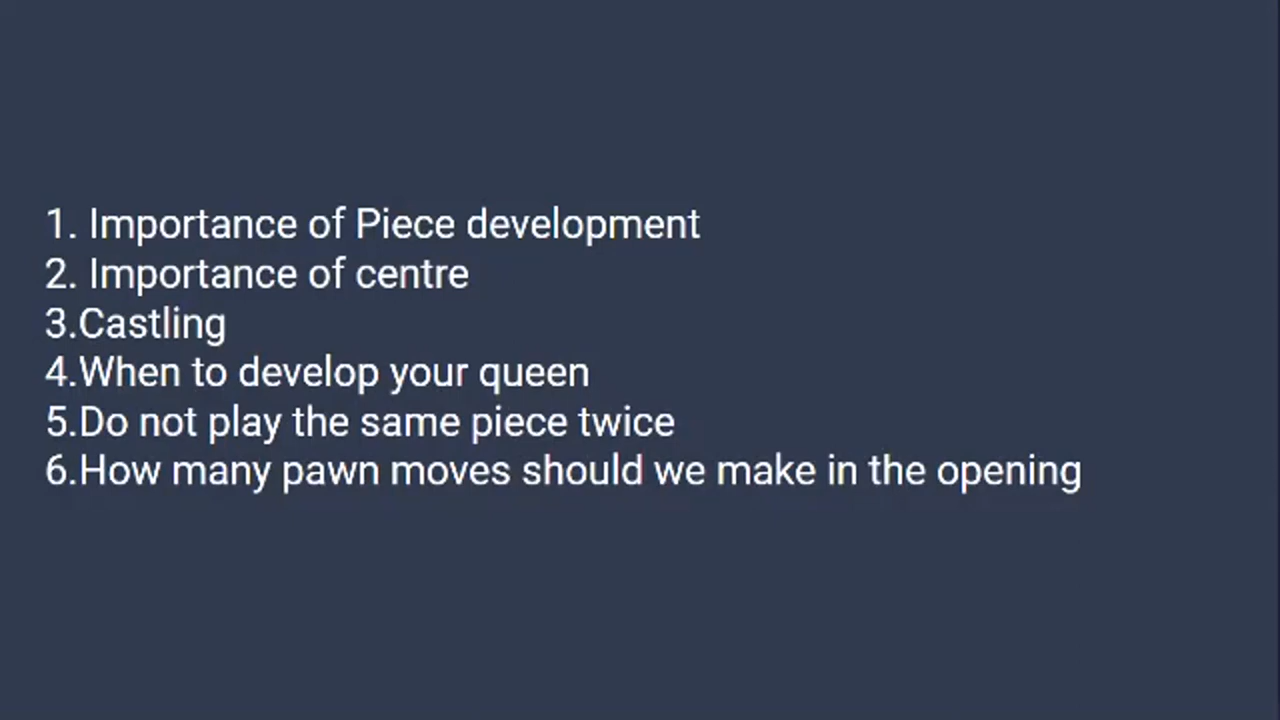 1. Importance of Piece development
2. Importance of centre
3.Castling
4.When to develop your queen
5.Do not play the same piece twice
6.How many pawn moves should we make in the opening